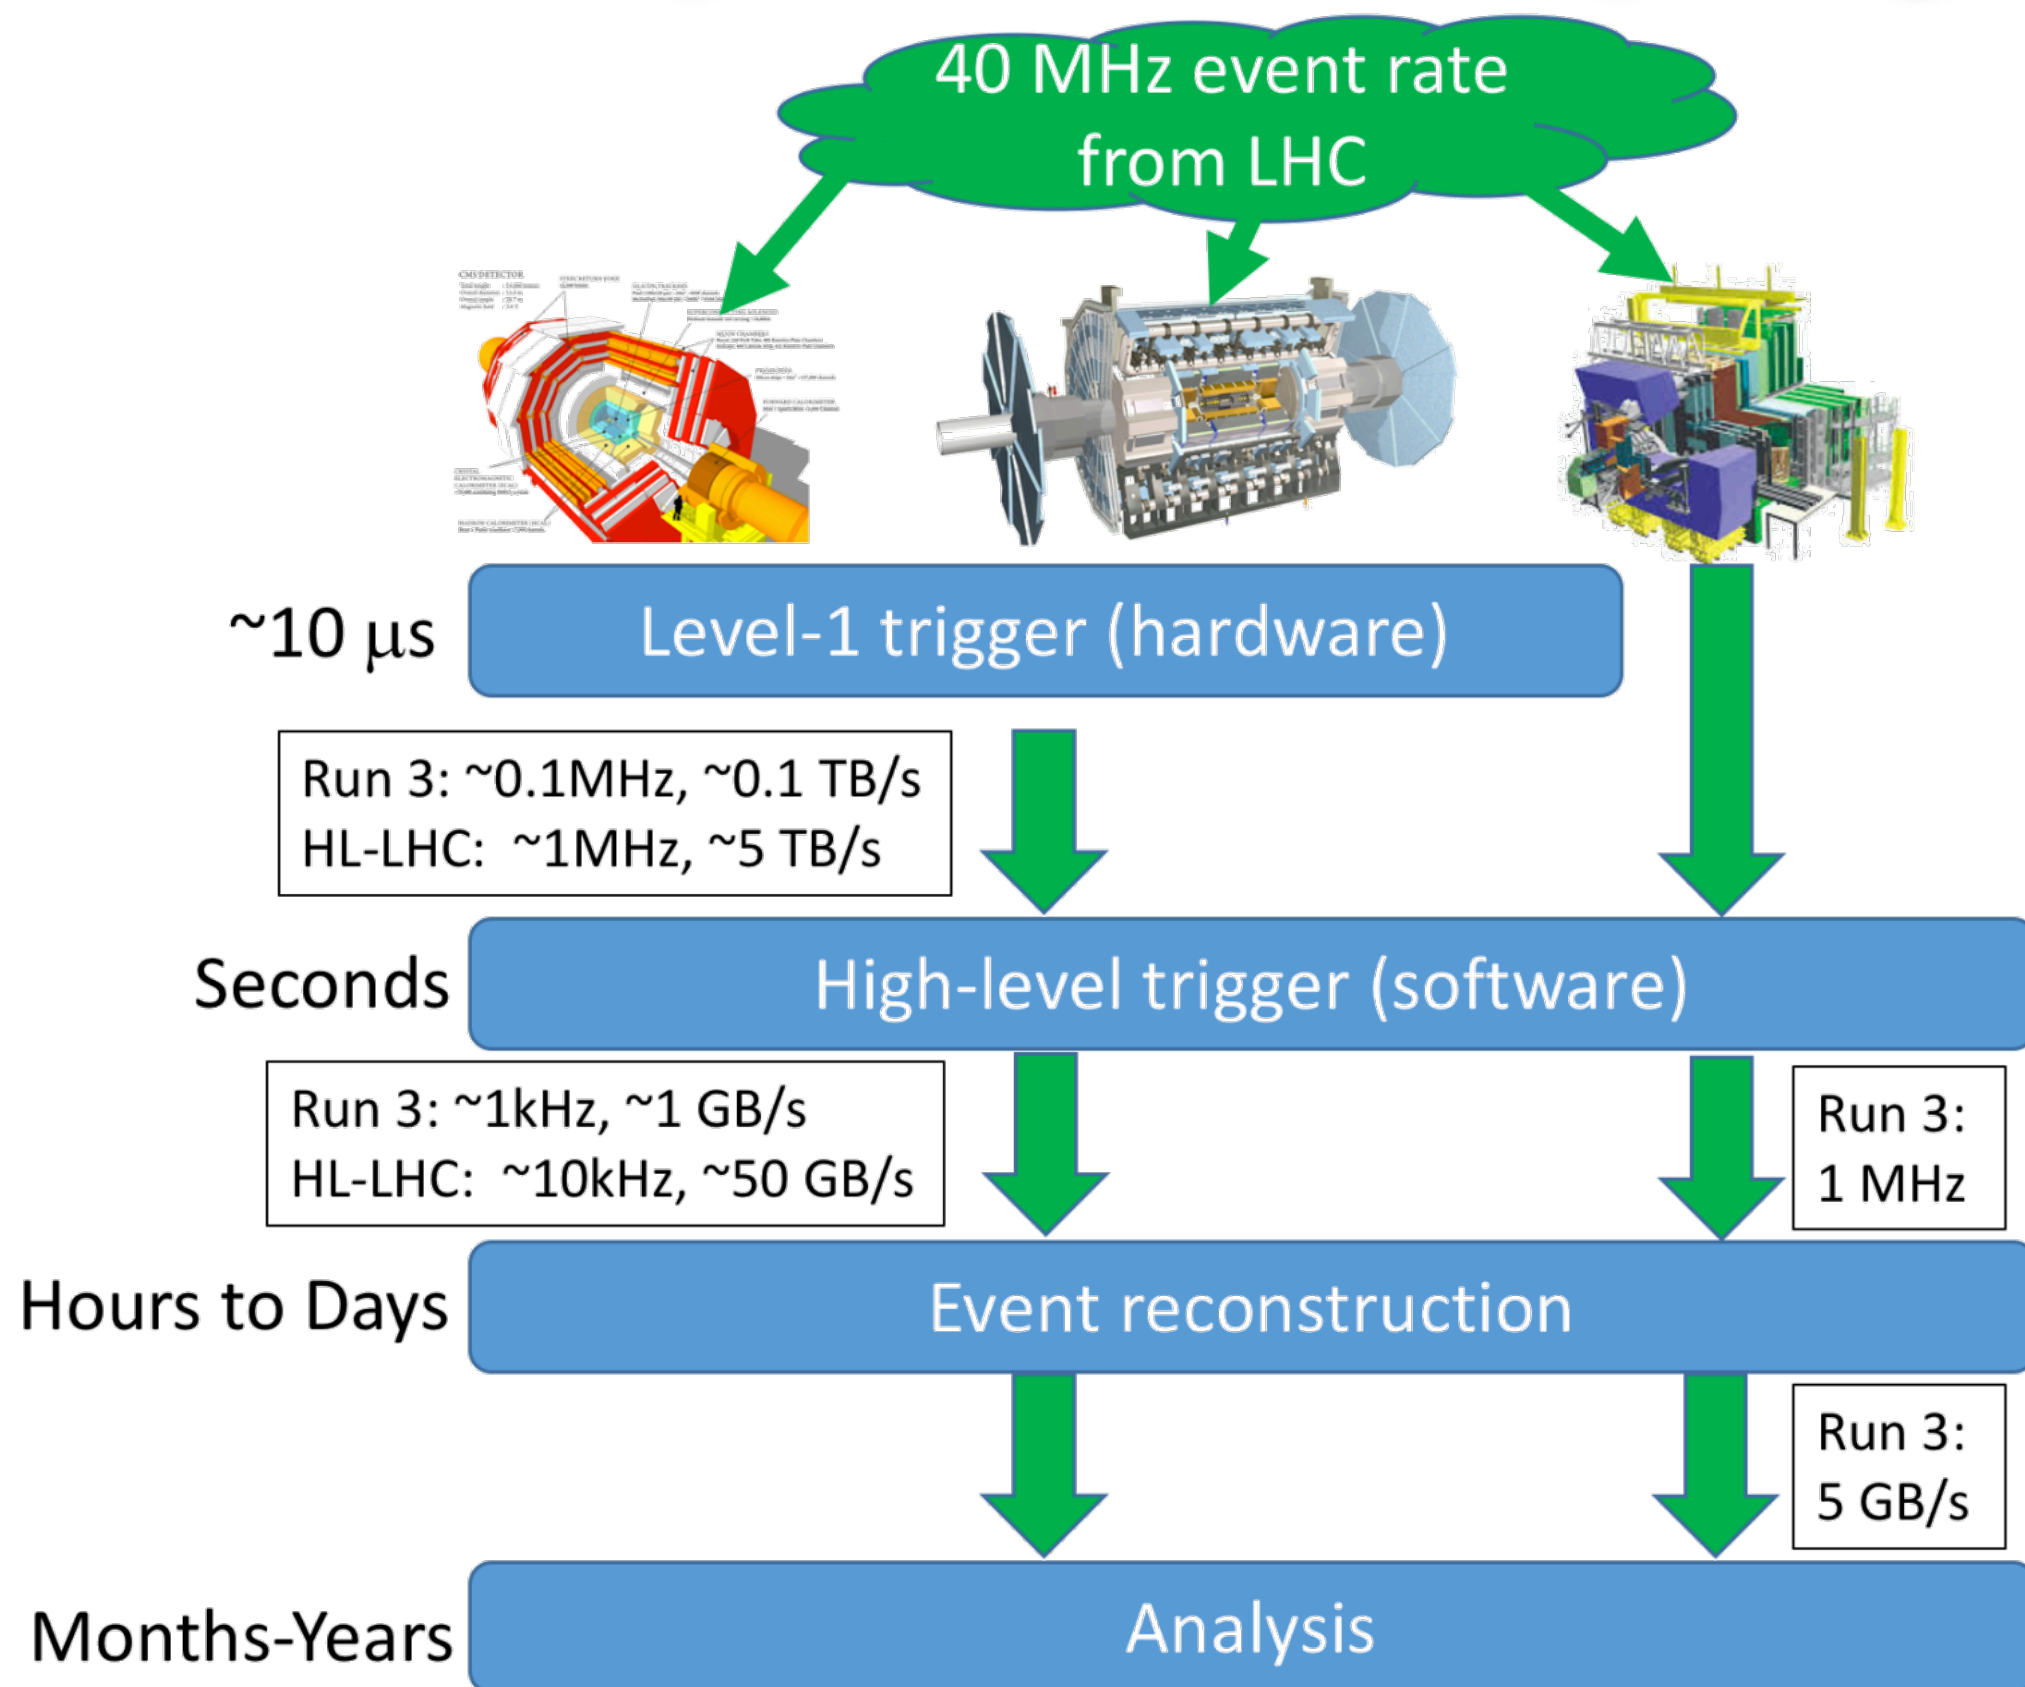 40 MHz event rate
from LHC
CMS DETECTOR
~10 μs
Level-1 trigger (hardware)
Run 3: ~0.1MHz, ~0.1 TB/s
HL-LHC: ~1MHz, ~5 TB/s
Seconds
High-level trigger (software)
Run 3: ~1kHz, ~1 GB/s
HL-LHC: ~10kHz, ~50 GB/s
Run 3:
1 MHz
Hours to Days
Event reconstruction
Run 3:
5 GB/s
Months-Years
Analysis